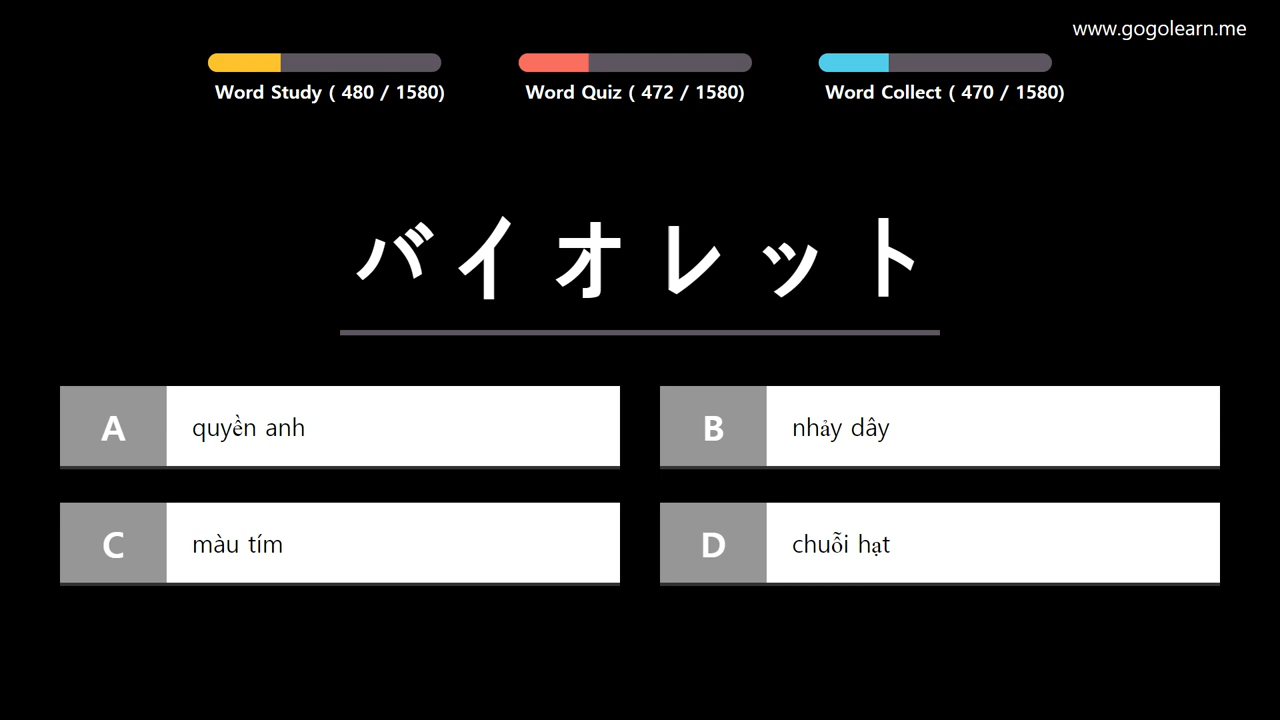 www.gogolearn.me
Word Study ( 480 / 1580)
Word Quiz ( 472 / 1580)
Word Collect ( 470 / 1580)
バイオレット
A quyền anh
B nhảy dây
C màu tím
D chuỗi hạt